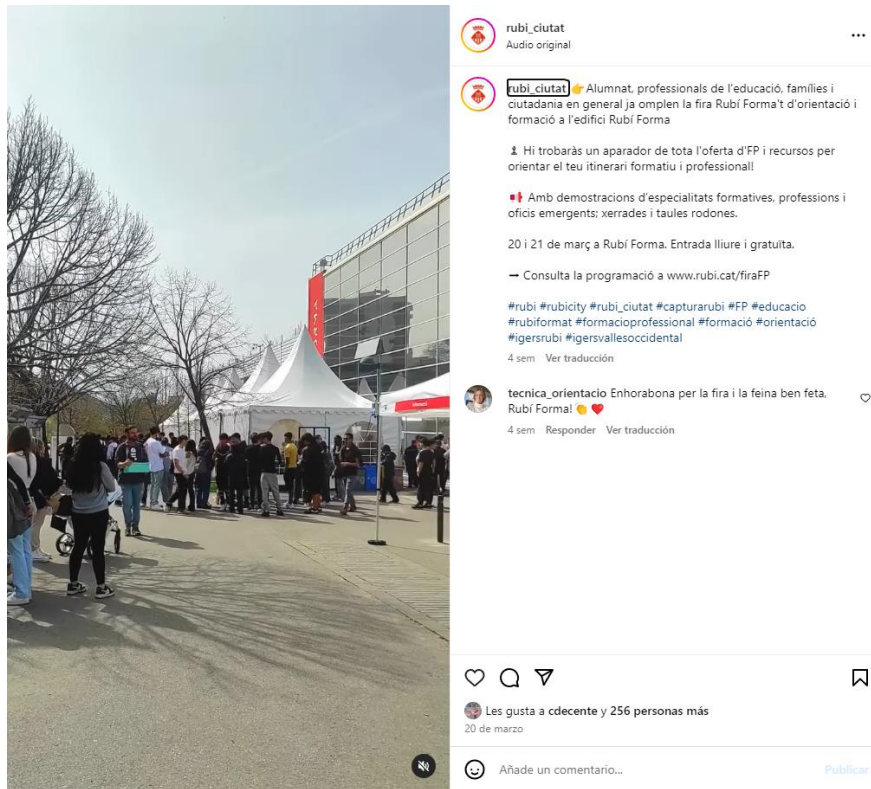 rubi_ciutat
Audio original
rubi_ciutat 👉 Alumnat, professionals de l'educació, famílies i
ciutadania en general ja omplen la fira Rubí Forma't d'orientació i
formació a l'edifici Rubí Forma
Hi trobaràs un aparador de tota l'oferta d'FP i recursos per
orientar el teu itinerari formatiu i professional!
Amb demostracions d'especialitats formatives, professions i
oficis emergents; xerrades i taules rodones.
20 i 21 de març a Rubí Forma. Entrada lliure i gratuïta.
→ Consulta la programació a www.rubi.cat/firaFP
#rubi #rubicity #rubi_ciutat #capturarubi #FP #educacio
#rubiformat #formacioprofessional #formació #orientació
#igersrubi #igersvallesoccidental
4 sem Ver traducción
tecnica_orientacio Enhorabona per la fira i la feina ben feta,
Rubí Forma! 👏 ❤️
4 sem Responder Ver traducción
Les gusta a cdecente y 256 personas más
20 de marzo
Añade un comentario...
Publicar